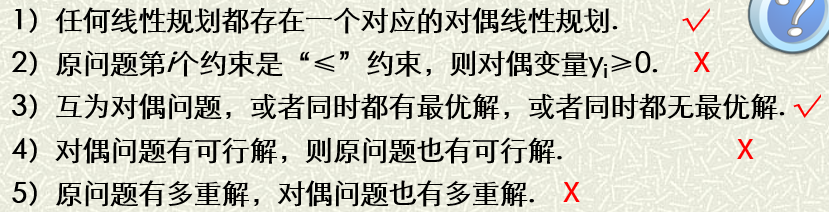 1）任何线性规划都存在一个对应的对偶线性规划. √
2）原问题第i个约束是“≤”约束，则对偶变量yi≥0. X
3）互为对偶问题，或者同时都有最优解，或者同时都无最优解. √
4）对偶问题有可行解，则原问题也有可行解. X
5）原问题有多重解，对偶问题也有多重解. X